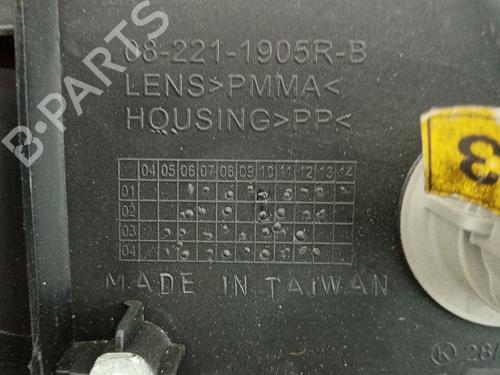 08-221-1905R-B
LENS>PMMA<
HOUSING>PP<
04 05 06 07 08 09 10 11 12 13 14
01
02
03
04
MADE IN TAIWAN
3
K 28/
B